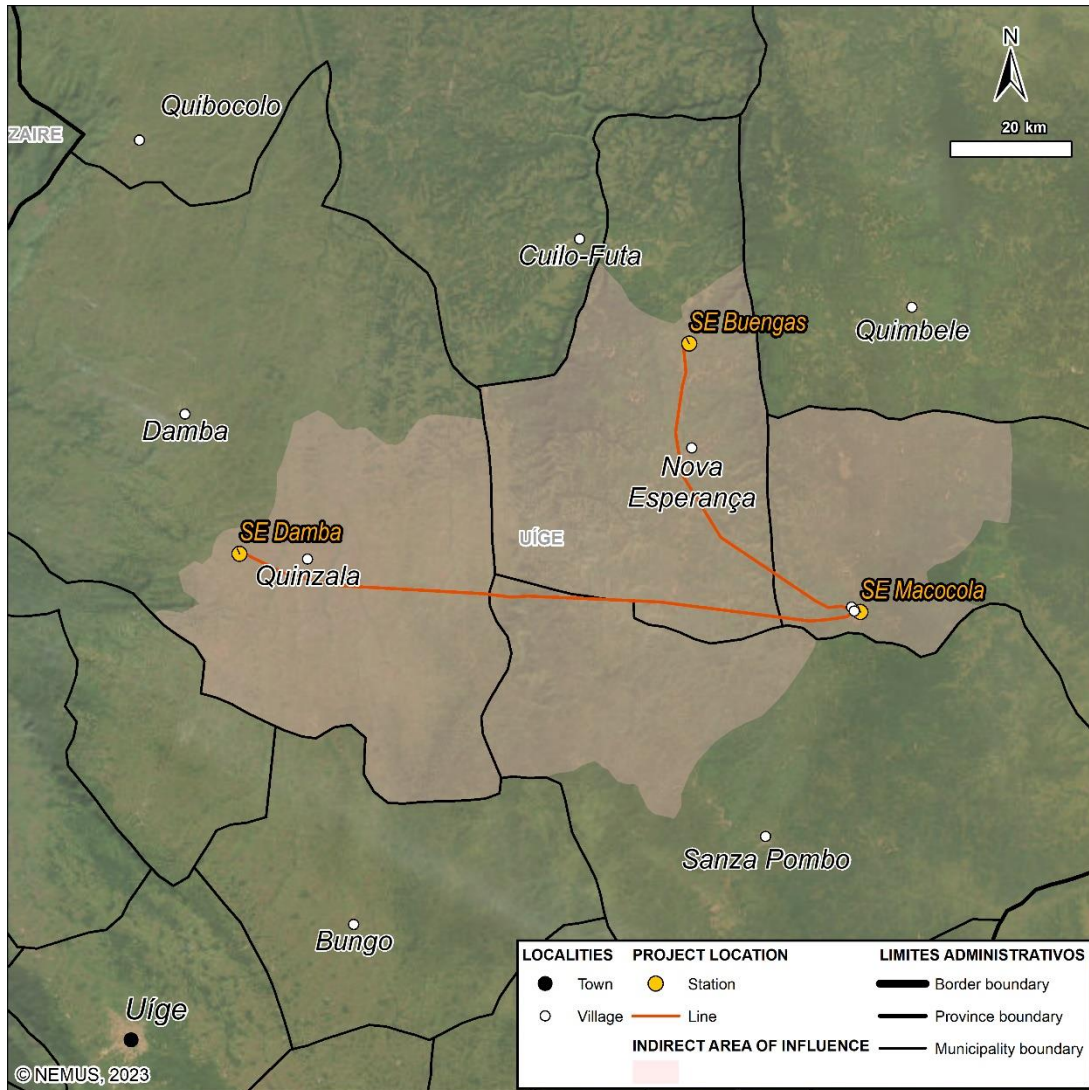 N
20 km
Quibocolo
ZAIRE
Cuilo-Futa
SE Buengas
Quimbele
Damba
Nova
Esperança
SE Damba
UÍGE
Quinzala
SE Macocola
Sanza Pombo
Bungo
Uíge
LOCALITIES
Town
Village
PROJECT LOCATION
Station
Line
INDIRECT AREA OF INFLUENCE
LIMITES ADMINISTRATIVOS
Border boundary
Province boundary
Municipality boundary
© NEMUS, 2023